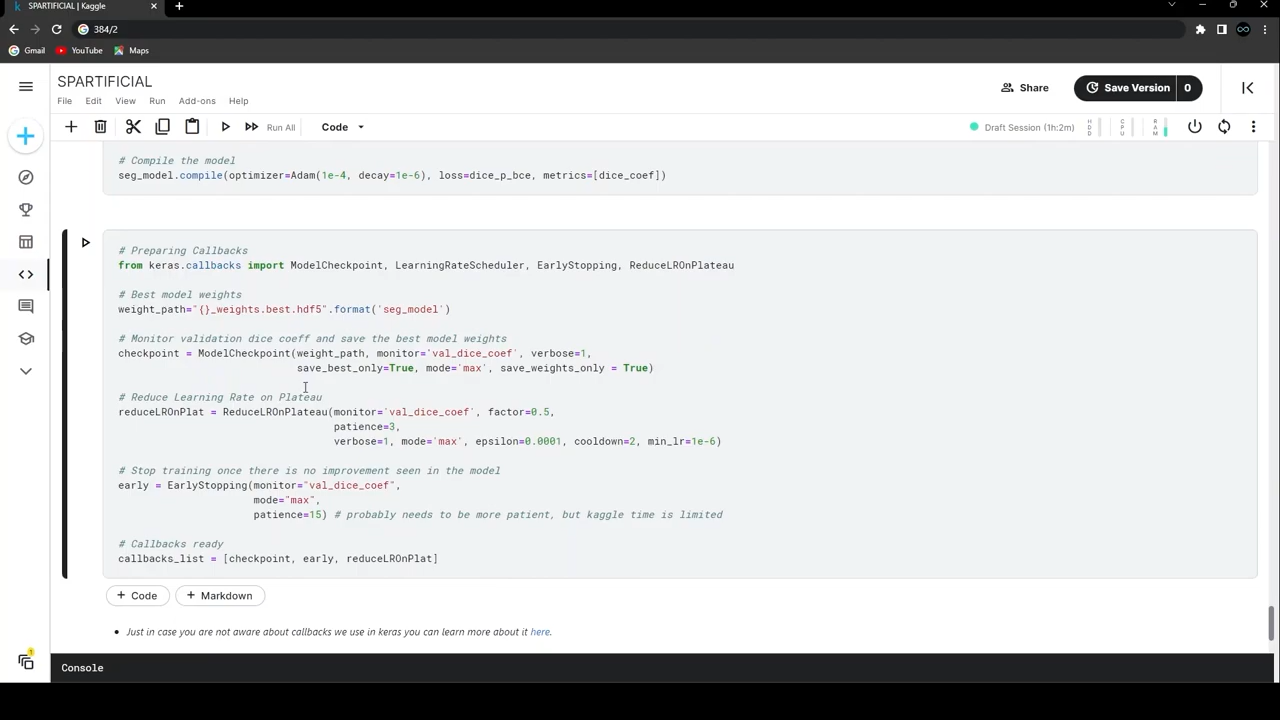 SPARTIFICIAL | Kaggle
384/2
Gmail YouTube Maps
SPARTIFICIAL
Share
Save Version 0
File Edit View Run Add-ons Help
Run All Code
Draft Session (1h:2m)
HDD
CPU
RAM
# Compile the model
seg_model.compile(optimizer=Adam(1e-4, decay=1e-6), loss=dice_p_bce, metrics=[dice_coef])
# Preparing Callbacks
from keras.callbacks import ModelCheckpoint, LearningRateScheduler, EarlyStopping, ReduceLROnPlateau
# Best model weights
weight_path="{}_weights.best.hdf5".format('seg_model')
# Monitor validation dice coeff and save the best model weights
checkpoint = ModelCheckpoint(weight_path, monitor='val_dice_coef', verbose=1,
save_best_only=True, mode='max', save_weights_only = True)
# Reduce Learning Rate on Plateau
reduceLROnPlat = ReduceLROnPlateau(monitor='val_dice_coef', factor=0.5,
patience=3,
verbose=1, mode='max', epsilon=0.0001, cooldown=2, min_lr=1e-6)
# Stop training once there is no improvement seen in the model
early = EarlyStopping(monitor="val_dice_coef",
mode="max",
patience=15) # probably needs to be more patient, but kaggle time is limited
# Callbacks ready
callbacks_list = [checkpoint, early, reduceLROnPlat]
+ Code + Markdown
• Just in case you are not aware about callbacks we use in keras you can learn more about it here.
1
Console